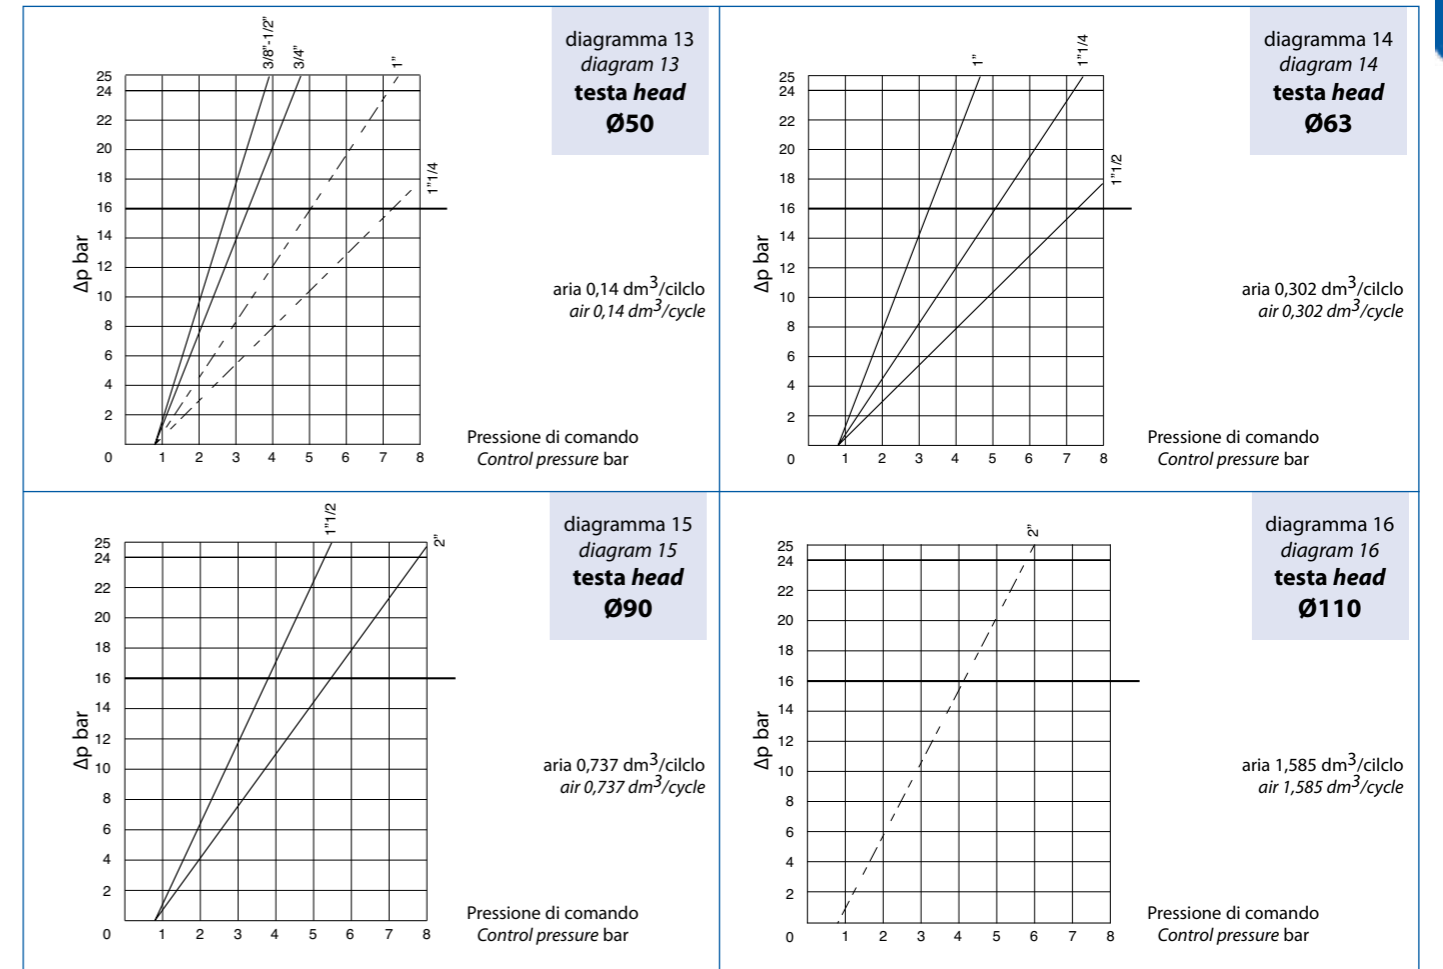 3/8"-1/2"
3/4"
1"
1"1/4
25
24
22
20
18
16
14
12
10
8
6
4
2
0 1 2 3 4 5 6 7 8
Δp bar
diagramma 13
diagram 13
testa head
Ø50
aria 0,14 dm3/cilclo
air 0,14 dm3/cycle
Pressione di comando
Control pressure bar
1"
1"1/4
1"1/2
25
24
22
20
18
16
14
12
10
8
6
4
2
0 1 2 3 4 5 6 7 8
Δp bar
diagramma 14
diagram 14
testa head
Ø63
aria 0,302 dm3/cilclo
air 0,302 dm3/cycle
Pressione di comando
Control pressure bar
1"1/2
2"
25
24
22
20
18
16
14
12
10
8
6
4
2
0 1 2 3 4 5 6 7 8
Δp bar
diagramma 15
diagram 15
testa head
Ø90
aria 0,737 dm3/cilclo
air 0,737 dm3/cycle
Pressione di comando
Control pressure bar
2"
25
24
22
20
18
16
14
12
10
8
6
4
2
0 1 2 3 4 5 6 7 8
Δp bar
diagramma 16
diagram 16
testa head
Ø110
aria 1,585 dm3/cilclo
air 1,585 dm3/cycle
Pressione di comando
Control pressure bar